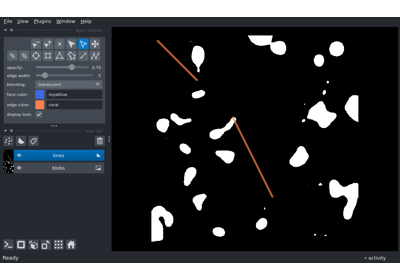 File View Plugins Window Help
opacity: 0.70
edge width: 5
blending: translucent
face color: royalblue
edge color: coral
display text:
lines
blobs
Ready
activity